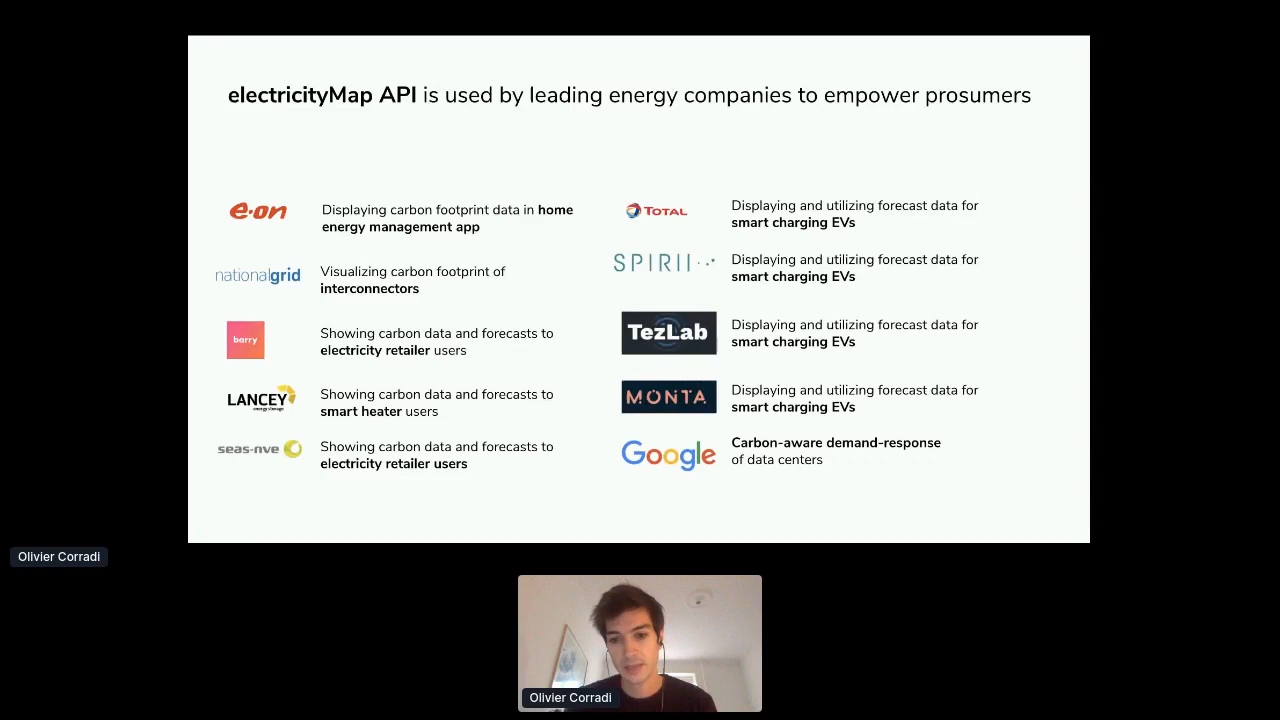 electricityMap API is used by leading energy companies to empower prosumers
e·on
Displaying carbon footprint data in home
energy management app
nationalgrid
Visualizing carbon footprint of
interconnectors
barry
Showing carbon data and forecasts to
electricity retailer users
LANCEY
energy storage
Showing carbon data and forecasts to
smart heater users
seas-nve
Showing carbon data and forecasts to
electricity retailer users
TOTAL
Displaying and utilizing forecast data for
smart charging EVs
SPIRII
Displaying and utilizing forecast data for
smart charging EVs
TezLab
Displaying and utilizing forecast data for
smart charging EVs
MONTA
Displaying and utilizing forecast data for
smart charging EVs
Google
Carbon-aware demand-response
of data centers
Olivier Corradi
Olivier Corradi